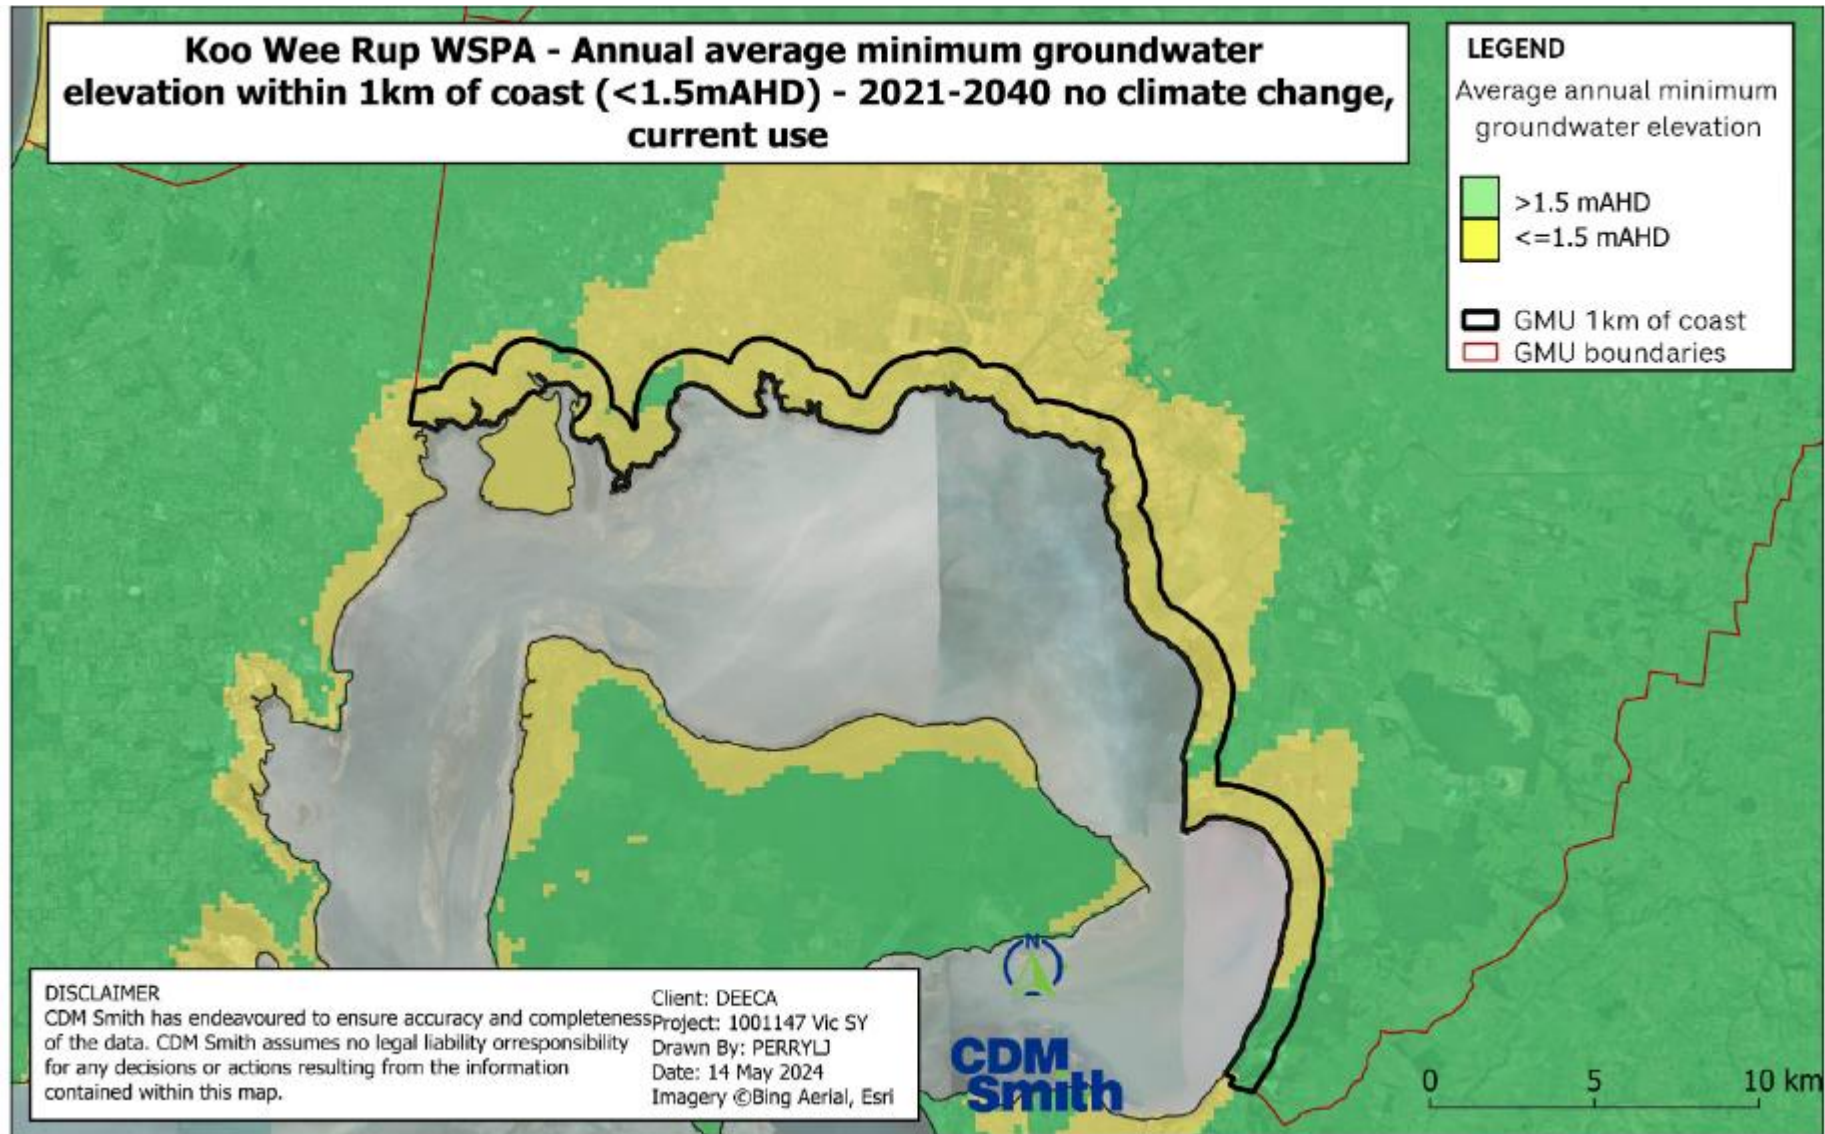 Koo Wee Rup WSPA - Annual average minimum groundwater
elevation within 1km of coast (<1.5mAHD) - 2021-2040 no climate change,
current use
LEGEND
Average annual minimum
groundwater elevation
>1.5 mAHD
<=1.5 mAHD
GMU 1km of coast
GMU boundaries
DISCLAIMER
CDM Smith has endeavoured to ensure accuracy and completeness
of the data. CDM Smith assumes no legal liability orresponsibility
for any decisions or actions resulting from the information
contained within this map.
Client: DEECA
Project: 1001147 Vic SY
Drawn By: PERRYLJ
Date: 14 May 2024
Imagery ©Bing Aerial, Esri
N
CDM
Smith
0 5 10 km